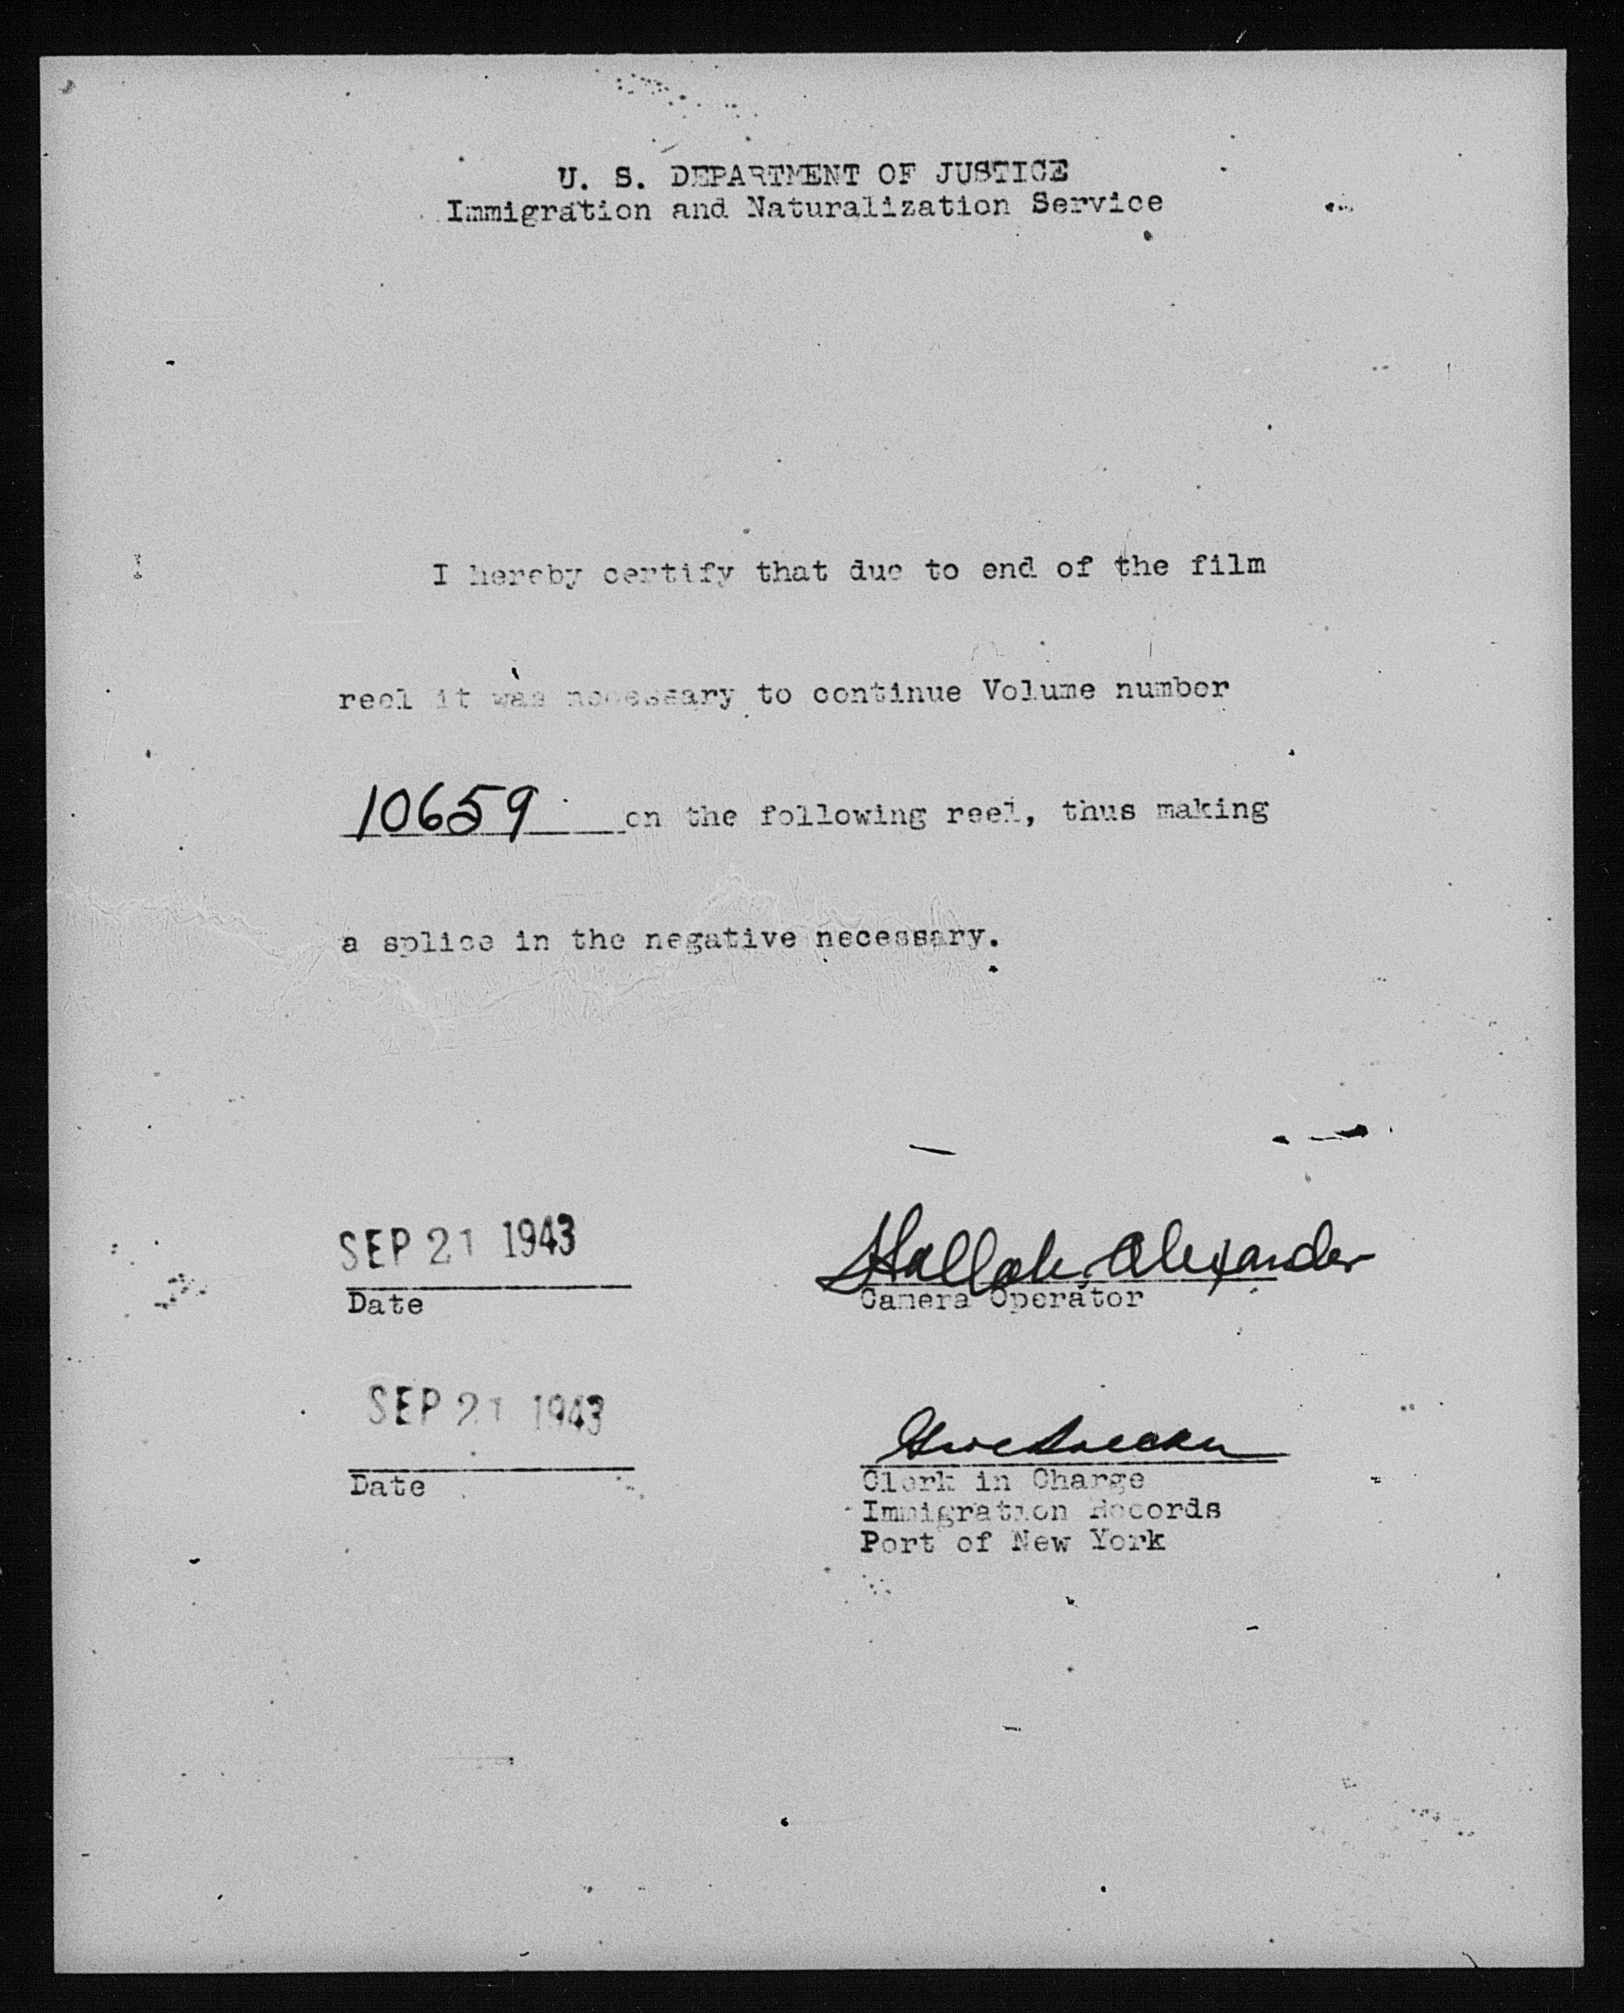 U. S. DEPARTMENT OF JUSTICE
Immigration and Naturalization Service
I hereby certify that due to end of the film
reel it was necessary to continue Volume number
10659 on the following reel, thus making
a splice in the negative necessary.
SEP 21 1943
Alexander
Date
Camera Operator
SEP 21 1943
Date
Clerk in Charge
Immigration Records
Port of New York